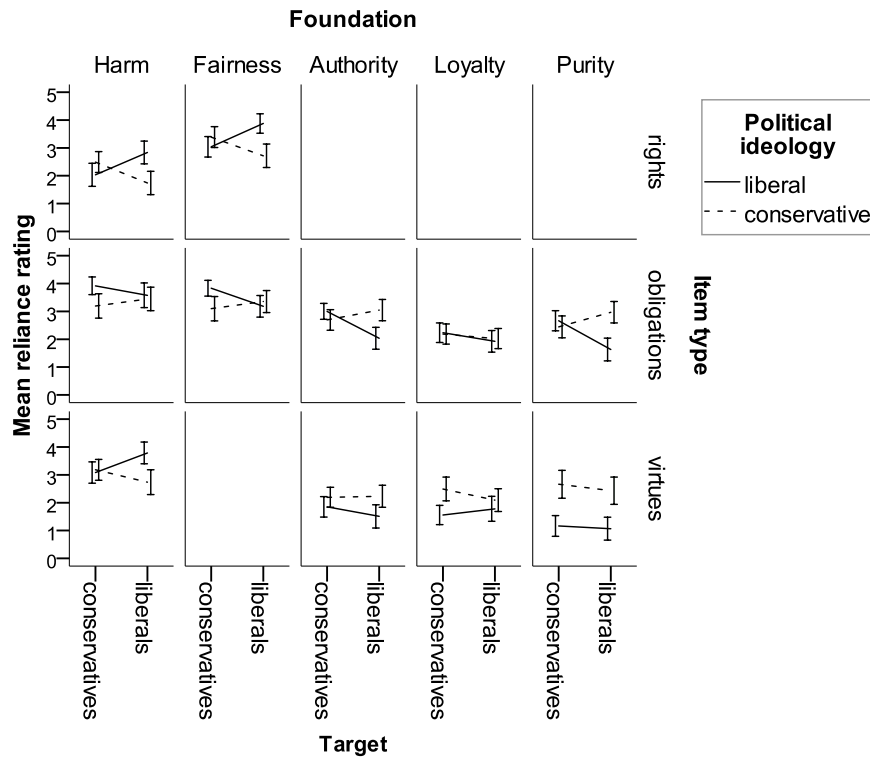 Foundation
Harm Fairness Authority Loyalty Purity
5
4
3
2
1
0
rights
5
4
3
2
1
0
obligations
5
4
3
2
1
0
virtues
Mean reliance rating
Item type
conservatives liberals conservatives liberals conservatives liberals conservatives liberals conservatives liberals
Target
Political
ideology
liberal
conservative